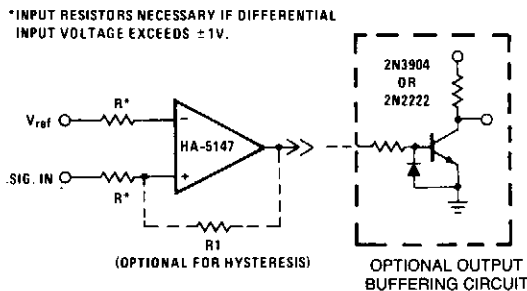 *INPUT RESISTORS NECESSARY IF DIFFERENTIAL
INPUT VOLTAGE EXCEEDS ±1V.
2N3904
OR
2N2222
Vref
R*
−
HA-5147
SIG. IN
R*
+
R1
(OPTIONAL FOR HYSTERESIS)
OPTIONAL OUTPUT
BUFFERING CIRCUIT